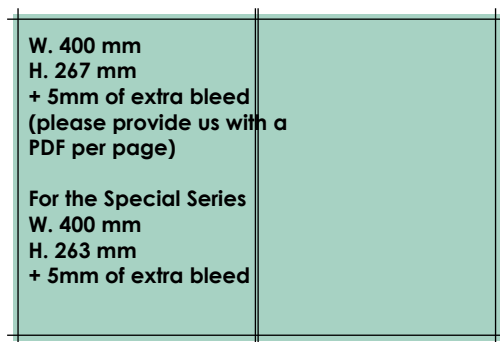 W. 400 mm
H. 267 mm
+ 5mm of extra bleed
(please provide us with a
PDF per page)
For the Special Series
W. 400 mm
H. 263 mm
+ 5mm of extra bleed